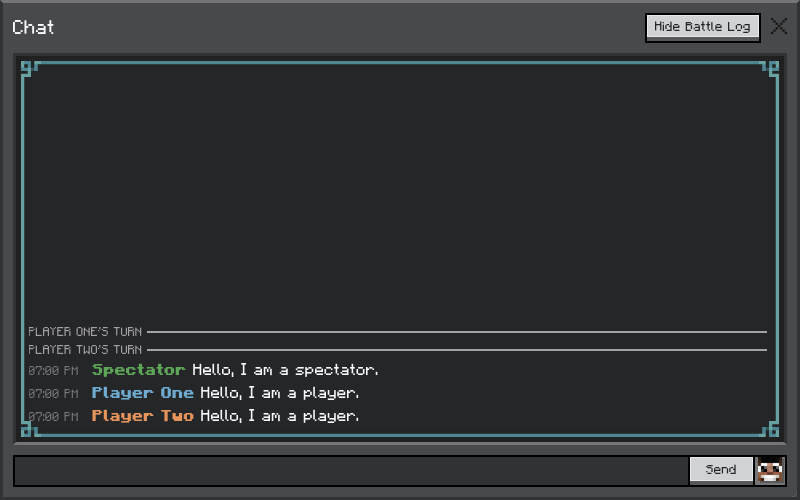 Chat
Hide Battle Log
PLAYER ONE'S TURN
PLAYER TWO'S TURN
07:00 PM Spectator Hello, I am a spectator.
07:00 PM Player One Hello, I am a player.
07:00 PM Player Two Hello, I am a player.
Send